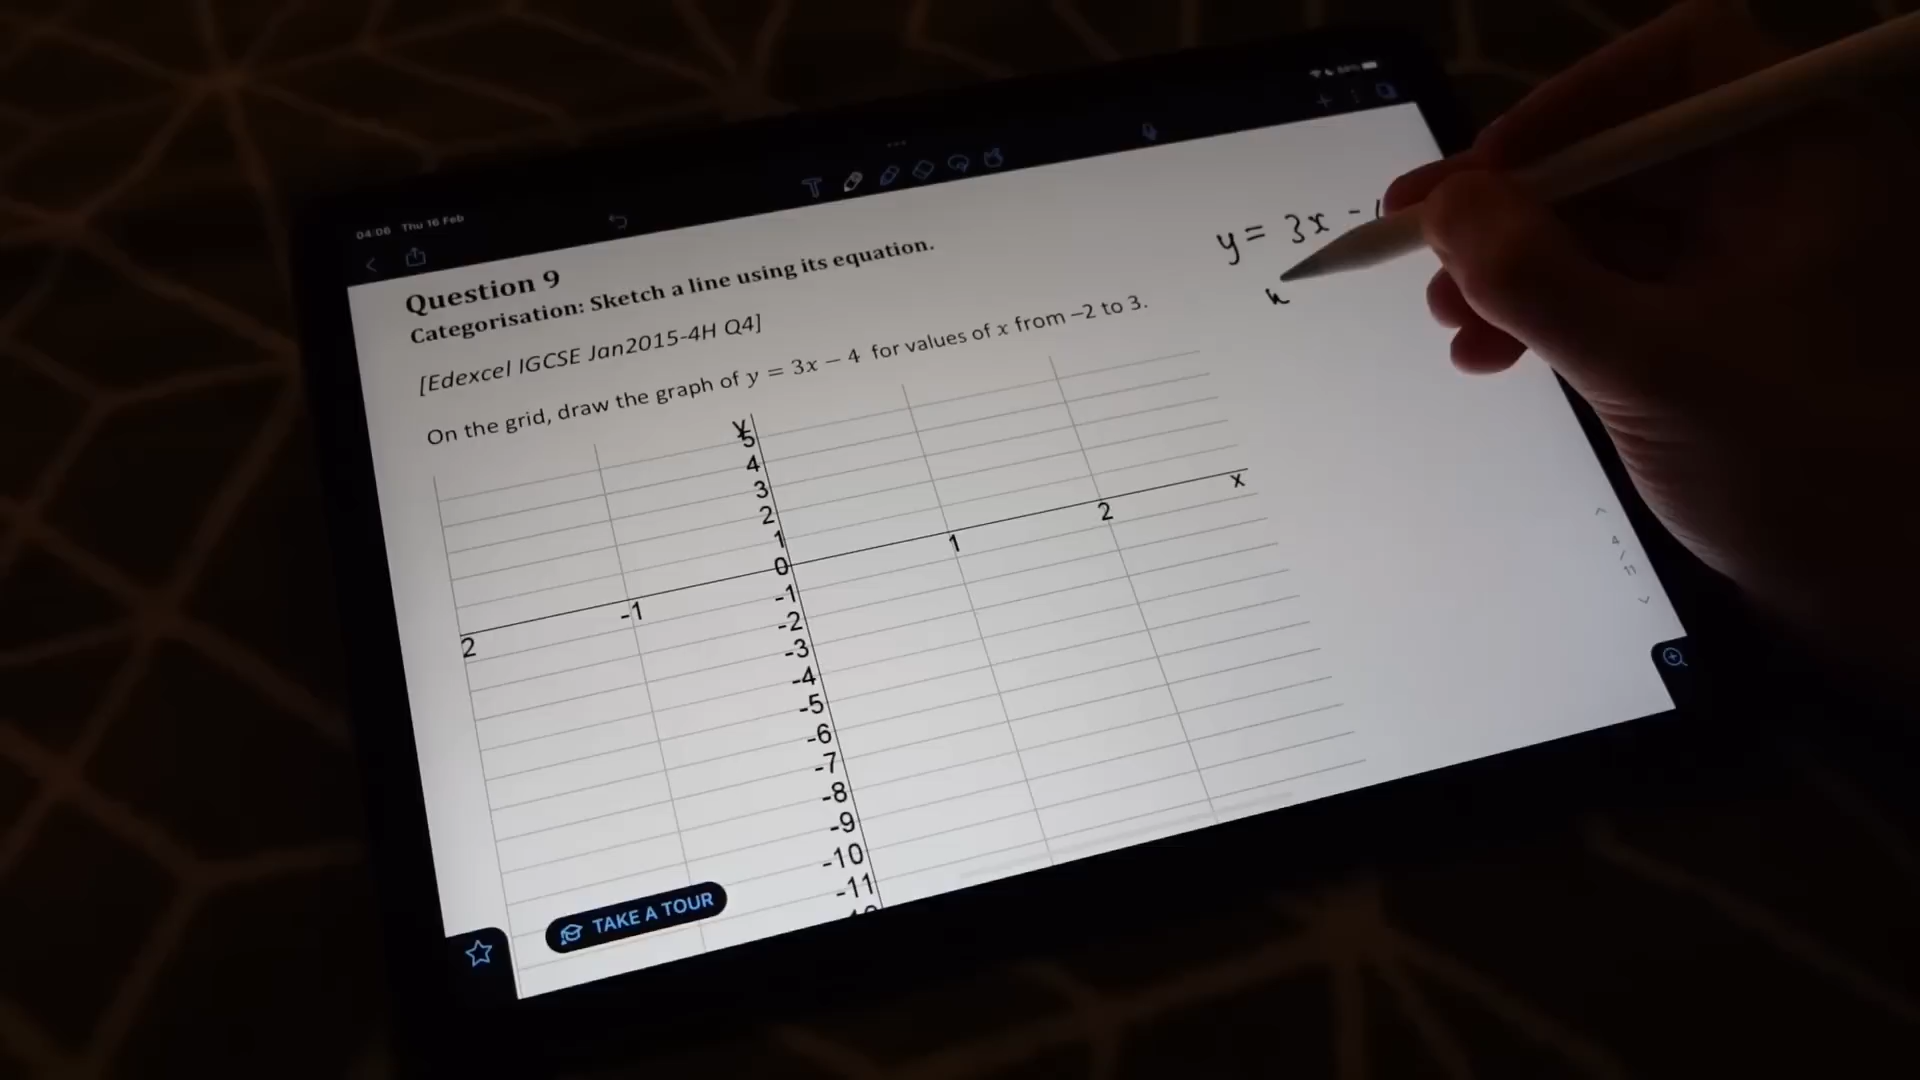 04:06 Thu 16 Feb
Question 9
Categorisation: Sketch a line using its equation.
[Edexcel IGCSE Jan2015-4H Q4]
On the grid, draw the graph of y = 3x − 4 for values of x from −2 to 3.
y = 3x -
y
5
4
3
2
1
0
-1
-2
-3
-4
-5
-6
-7
-8
-9
-10
-11
2
-1
1
2
x
4
/
11
TAKE A TOUR